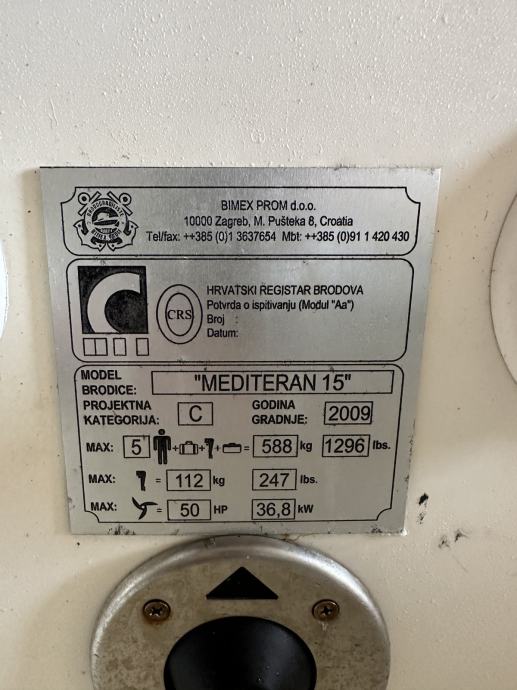 BIMEX PROM d.o.o.
10000 Zagreb, M. Pušteka 8, Croatia
Tel/fax: ++385 (0)1 3637654 Mbt: ++385 (0)91 1 420 430
HRVATSKI REGISTAR BRODOVA
CRS
Potvrda o ispitivanju (Modul "Aa")
Broj :
Datum:
MODEL BRODICE: "MEDITERAN 15"
PROJEKTNA KATEGORIJA: C GODINA GRADNJE: 2009
MAX: 5 + + + = 588 kg 1296 lbs.
MAX: = 112 kg 247 lbs.
MAX: = 50 HP 36,8 kW